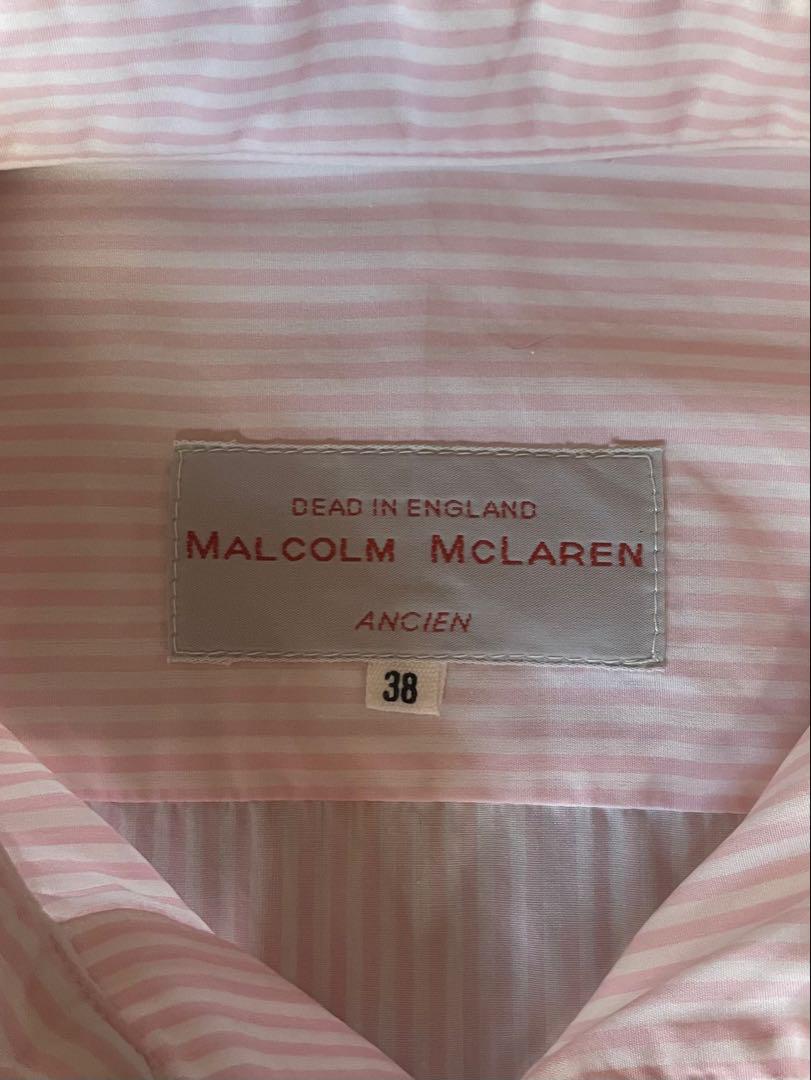 DEAD IN ENGLAND
MALCOLM McLAREN
ANCIEN
38